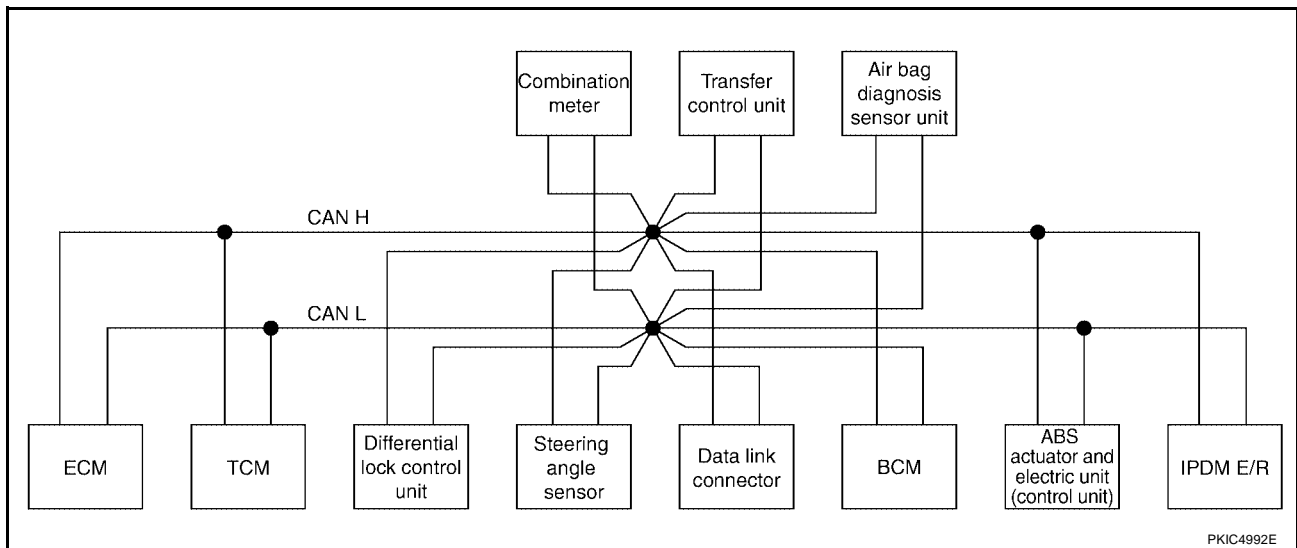 Combination
meter
Transfer
control unit
Air bag
diagnosis
sensor unit
CAN H
CAN L
ECM
TCM
Differential
lock control
unit
Steering
angle
sensor
Data link
connector
BCM
ABS
actuator and
electric unit
(control unit)
IPDM E/R
PKIC4992E